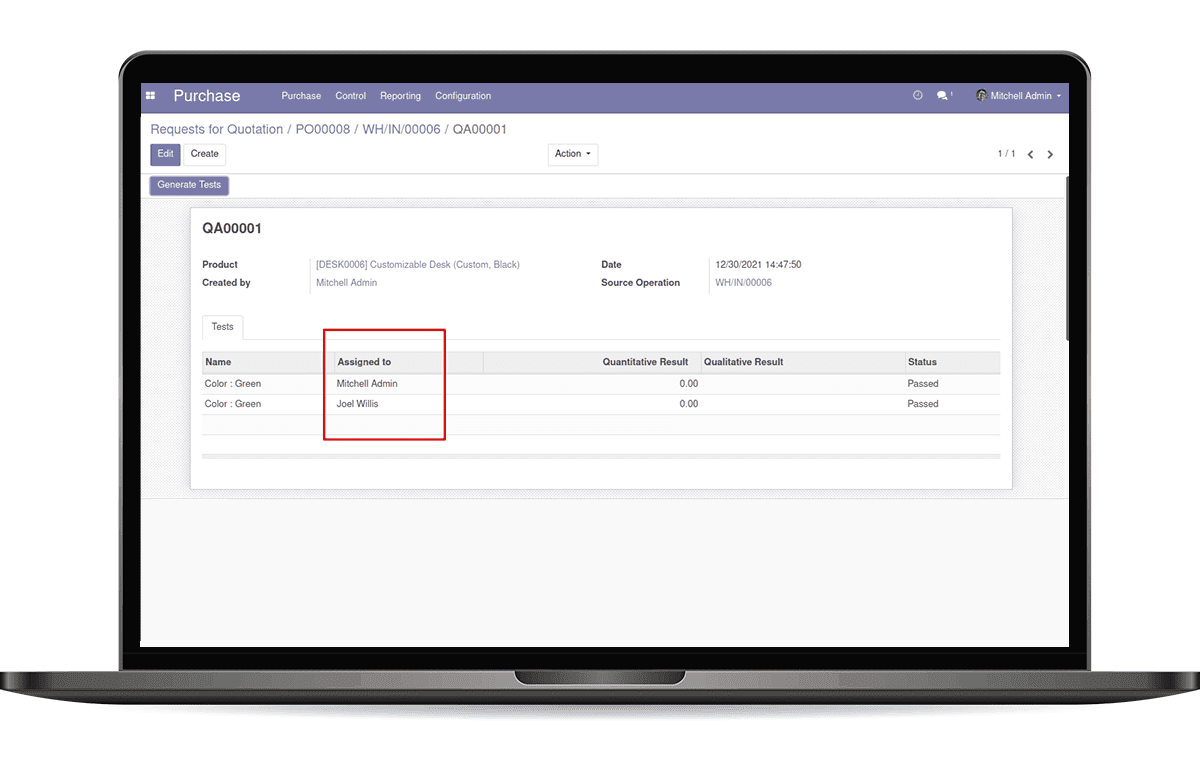 Purchase Purchase Control Reporting Configuration 1 Mitchell Admin
Requests for Quotation / PO00008 / WH/IN/00006 / QA00001
Edit Create Action 1 / 1
Generate Tests
QA00001
Product [DESK0006] Customizable Desk (Custom, Black) Date 12/30/2021 14:47:50
Created by Mitchell Admin Source Operation WH/IN/00006
Tests
Name Assigned to Quantitative Result Qualitative Result Status
Color : Green Mitchell Admin 0.00 Passed
Color : Green Joel Willis 0.00 Passed